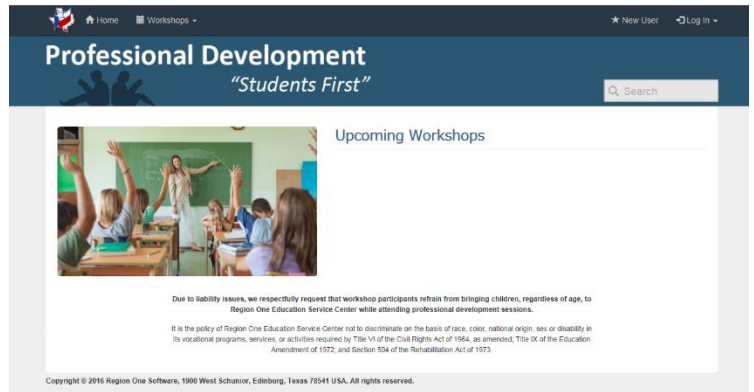 Home Workshops New User Log In
Professional Development
"Students First"
Search
Upcoming Workshops
Due to liability issues, we respectfully request that workshop participants refrain from bringing children, regardless of age, to
Region One Education Service Center while attending professional development sessions.
It is the policy of Region One Education Service Center not to discriminate on the basis of race, color, national origin, sex or disability in
its vocational programs, services, or activities required by Title VI of the Civil Rights Act of 1964, as amended; Title IX of the Education
Amendment of 1972; and Section 504 of the Rehabilitation Act of 1973.
Copyright © 2016 Region One Software, 1900 West Schunior, Edinburg, Texas 78541 USA. All rights reserved.